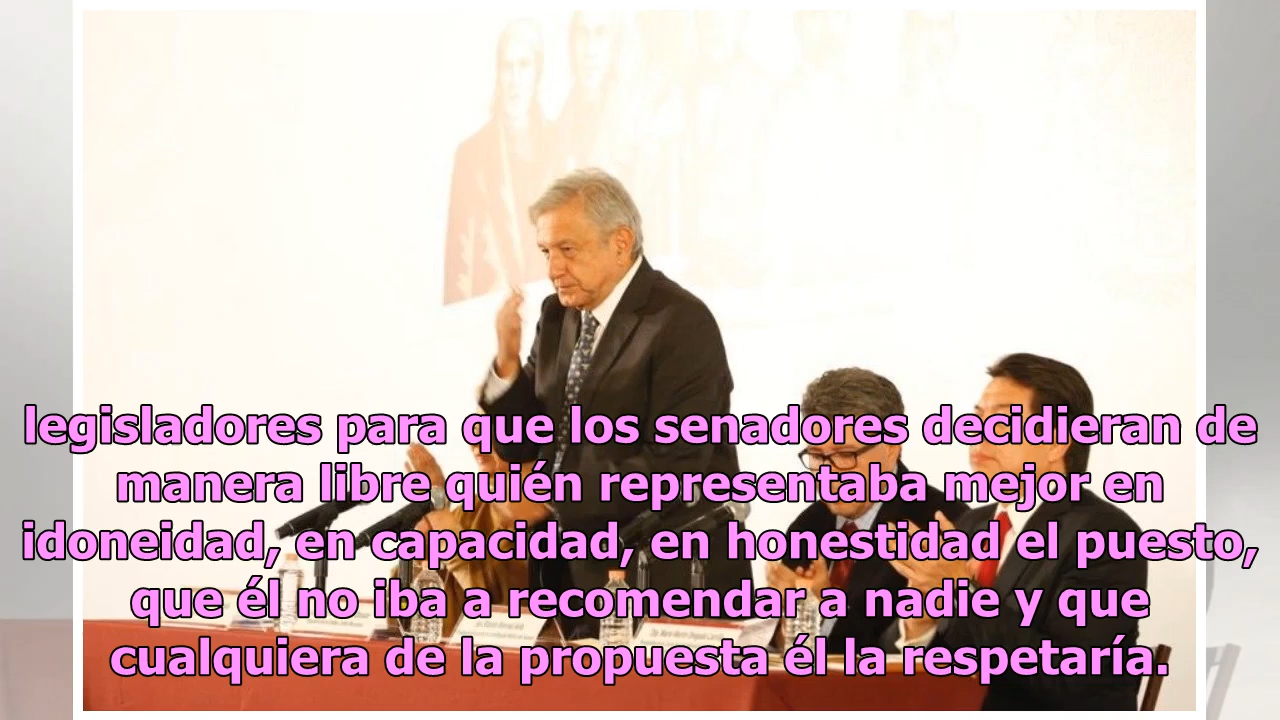 legisladores para que los senadores decidieran de
manera libre quién representaba mejor en
idoneidad, en capacidad, en honestidad el puesto,
que él no iba a recomendar a nadie y que
cualquiera de la propuesta él la respetaría.